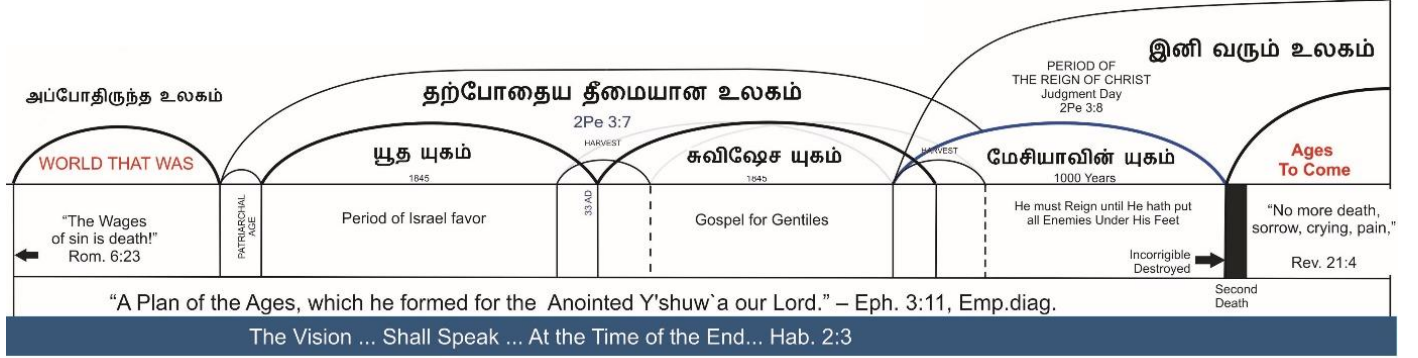 இனி வரும் உலகம்
அப்போதிருந்த உலகம்
தற்போதைய தீமையான உலகம்
2Pe 3:7
PERIOD OF
THE REIGN OF CHRIST
Judgment Day
2Pe 3:8
WORLD THAT WAS
HARVEST
HARVEST
யூத யுகம்
1845
சுவிஷேச யுகம்
1845
மேசியாவின் யுகம்
1000 Years
Ages
To Come
"The Wages
of sin is death!"
Rom. 6:23
PATRIARCHAL
AGE
Period of Israel favor
33 AD
Gospel for Gentiles
He must Reign until He hath put
all Enemies Under His Feet
Incorrigible
Destroyed
"No more death,
sorrow, crying, pain,"
Rev. 21:4
Second
Death
"A Plan of the Ages, which he formed for the Anointed Y'shuw`a our Lord." – Eph. 3:11, Emp.diag.
The Vision ... Shall Speak ... At the Time of the End... Hab. 2:3